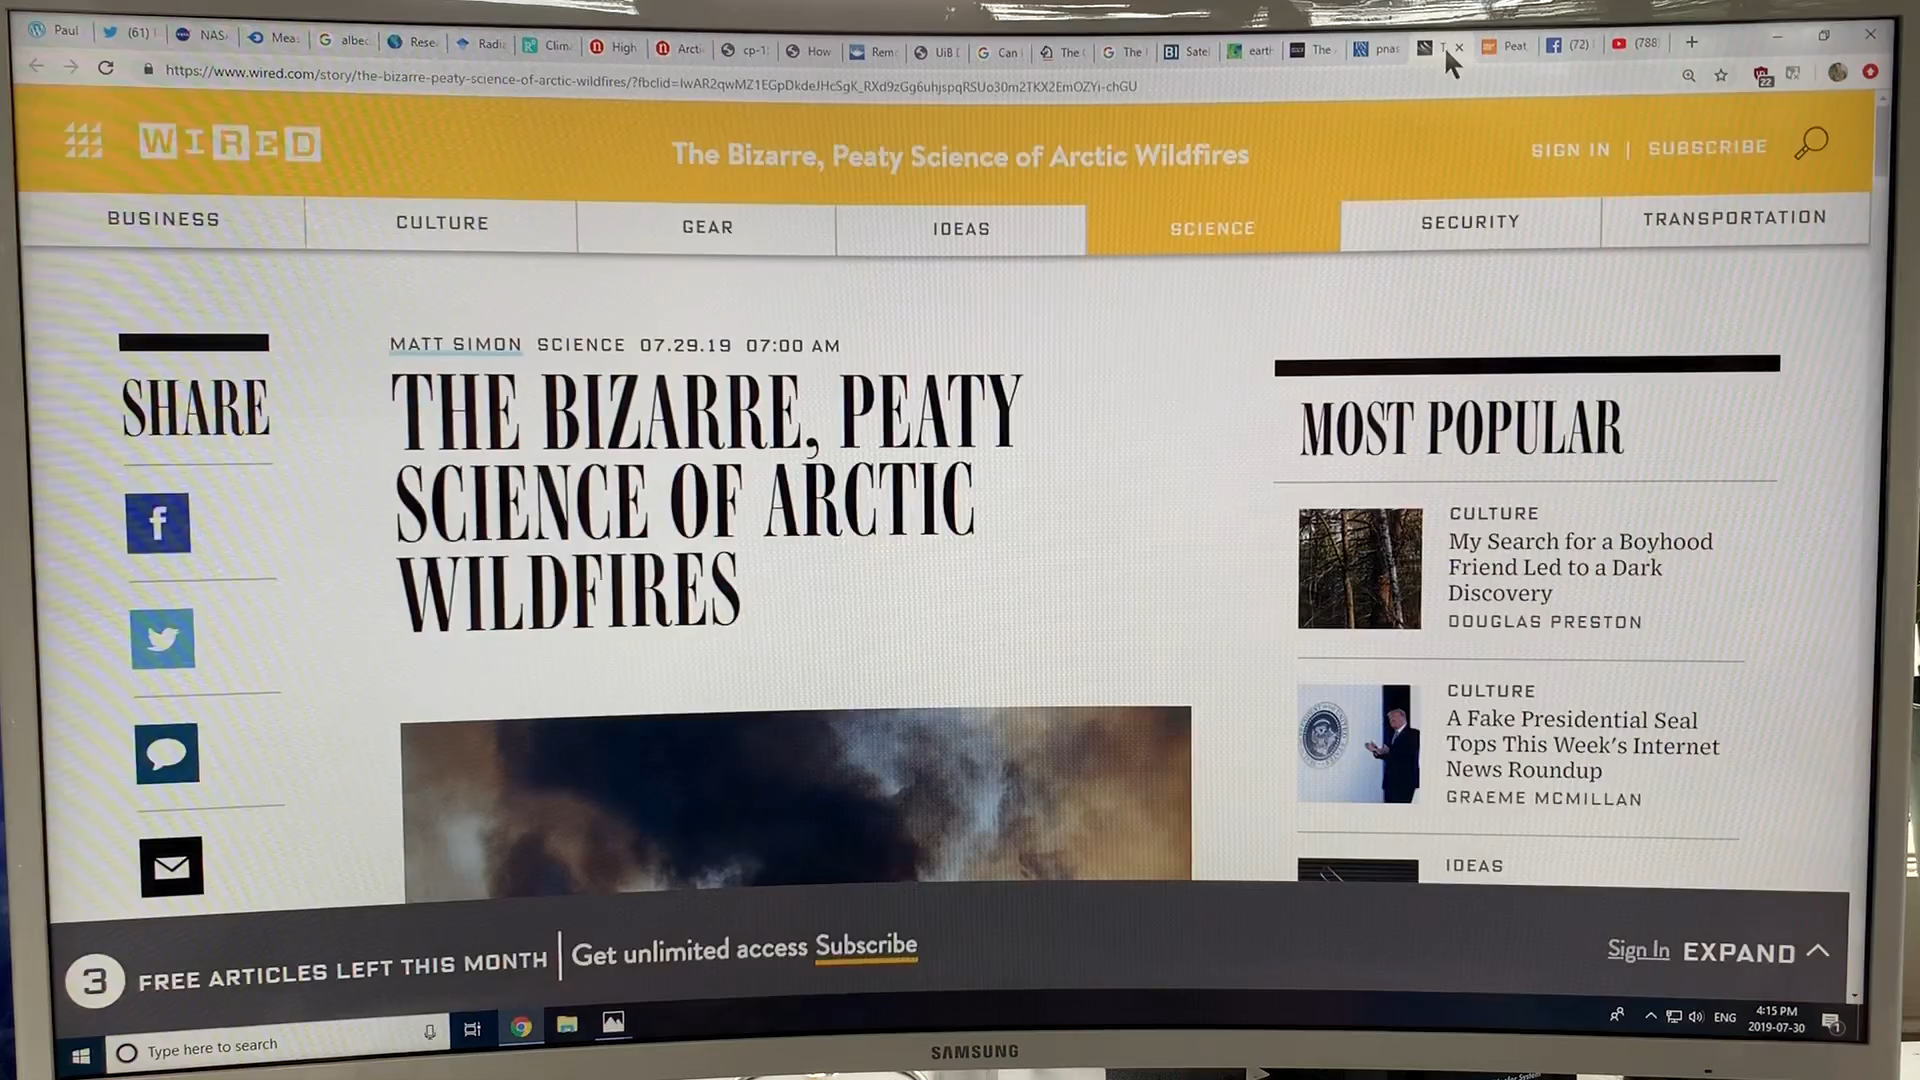 Paul
(61)
NAS
Mea:
albec
Rese
Radia
Clim
High
Arcti
cp-1
How
Rem
UiB
Can
The
The
Sate
earth
The
pnas
T
Peat
(72)
(788
https://www.wired.com/story/the-bizarre-peaty-science-of-arctic-wildfires/?fbclid=IwAR2qwMZ1EGpDkdeJHcSgK_RXd9zGg6uhjspqRSUo30m2TKX2EmOZYi-chGU
22
WIRED
The Bizarre, Peaty Science of Arctic Wildfires
SIGN IN | SUBSCRIBE
BUSINESS
CULTURE
GEAR
IDEAS
SCIENCE
SECURITY
TRANSPORTATION
SHARE
MATT SIMON SCIENCE 07.29.19 07:00 AM
THE BIZARRE, PEATY
SCIENCE OF ARCTIC
WILDFIRES
MOST POPULAR
CULTURE
My Search for a Boyhood
Friend Led to a Dark
Discovery
DOUGLAS PRESTON
CULTURE
A Fake Presidential Seal
Tops This Week's Internet
News Roundup
GRAEME MCMILLAN
IDEAS
3 FREE ARTICLES LEFT THIS MONTH | Get unlimited access Subscribe
Sign In EXPAND
Type here to search
ENG
4:15 PM
2019-07-30
1
SAMSUNG